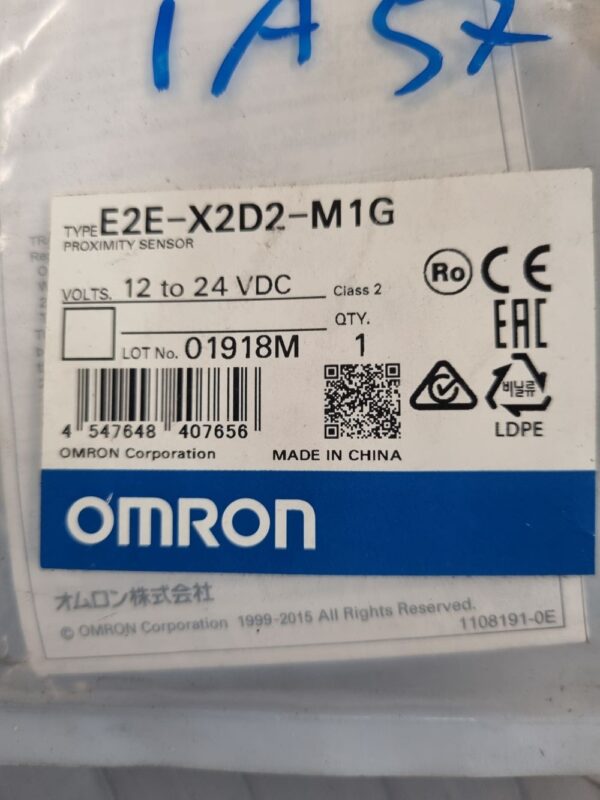 1A57
TYPE E2E-X2D2-M1G
PROXIMITY SENSOR
VOLTS. 12 to 24 VDC Class 2
QTY.
LOT No. 01918M 1
4 547648 407656
OMRON Corporation MADE IN CHINA
Ro CE
EAC
비닐류
LDPE
OMRON
オムロン株式会社
© OMRON Corporation 1999-2015 All Rights Reserved.
1108191-0E